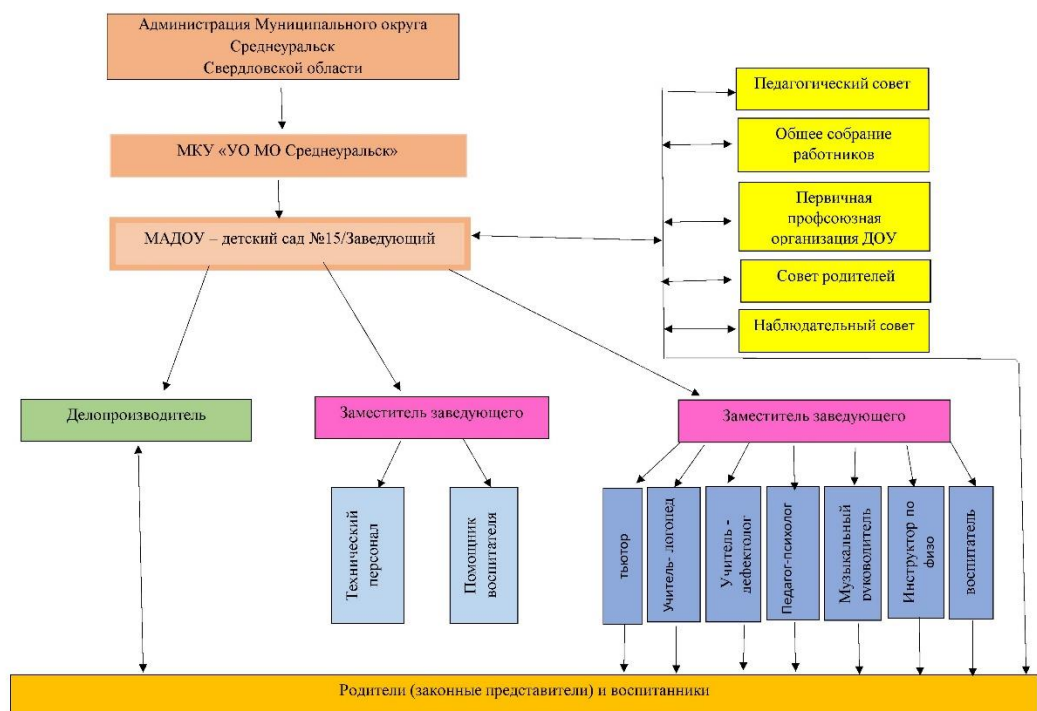 Администрация Муниципального округа
Среднеуральск
Свердловской области
МКУ «УО МО Среднеуральск»
МАДОУ – детский сад №15/Заведующий
Педагогический совет
Общее собрание
работников
Первичная
профсоюзная
организация ДОУ
Совет родителей
Наблюдательный совет
Делопроизводитель
Заместитель заведующего
Заместитель заведующего
Технический
персонал
Помощник
воспитателя
тьютор
Учитель- логопед
Учитель -
дефектолог
Педагог-психолог
Музыкальный
руководитель
Инструктор по
физо
воспитатель
Родители (законные представители) и воспитанники